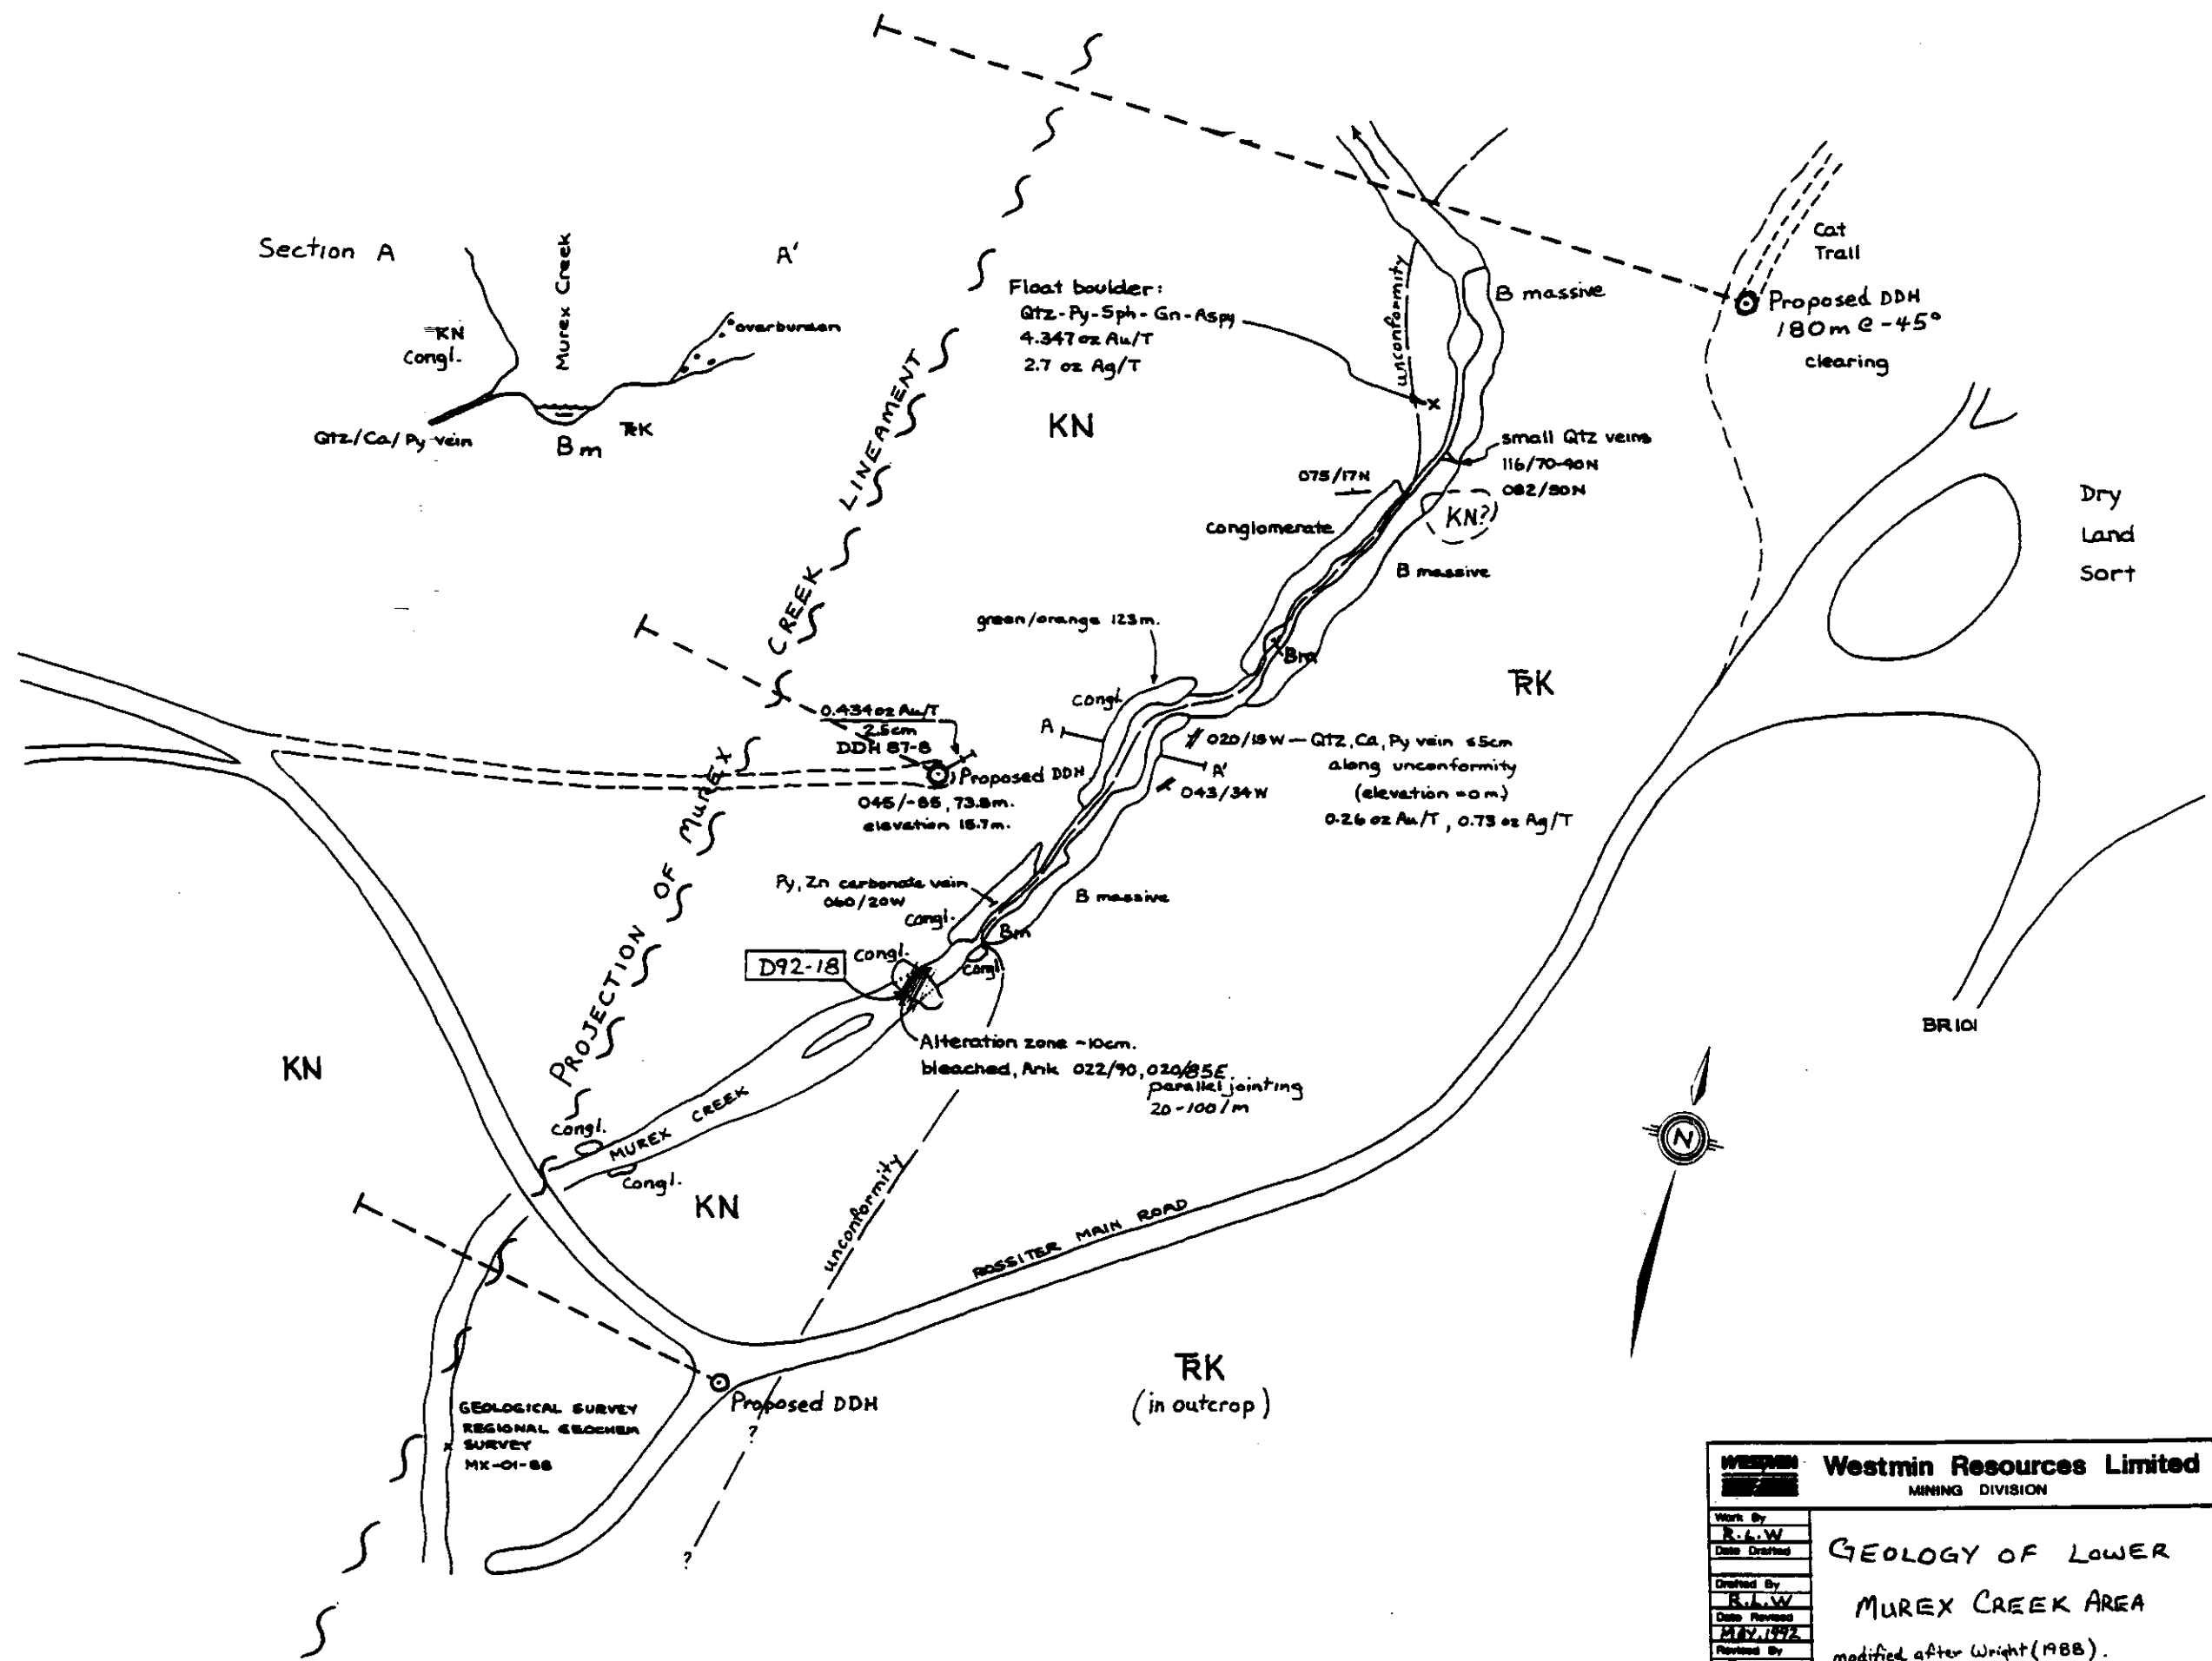 Section A
A'
Murex Creek
KN
Congl.
overburden
Qtz/Ca/Py vein
Bm
TRK
Float boulder:
Qtz-Py-Sph-Gn-Aspy
4.347 oz Au/T
2.7 oz Ag/T
KN
unconformity
B massive
Cat
Trail
Proposed DDH
180m @ -45°
clearing
small Qtz veins
116/70-90N
082/90N
075/17N
KN?
conglomerate
B massive
Dry
Land
Sort
PROJECTION OF MUREX CREEK LINEAMENT
green/orange 123m.
Bm
TRK
congl.
A
A'
020/15W — Qtz, Ca, Py vein ≤5cm
along unconformity
(elevation = 0m)
0.26 oz Au/T, 0.73 oz Ag/T
043/34W
0.434 oz Au/T
2.5cm
DDH 87-8
Proposed DDH
045/-65, 73.8m.
elevation 15.7m.
Py, Zn carbonate vein
060/20W
Congl.
B massive
Bm
Congl.
D92-18
Congl.
Alteration zone ~10cm.
bleached, Ank 022/90, 020/85E
parallel jointing
20-100/m
BR101
N
KN
Congl.
MUREX CREEK
Congl.
KN
unconformity
ROSSITER MAIN ROAD
TRK
(in outcrop)
Proposed DDH
?
?
GEOLOGICAL SURVEY
REGIONAL GEOCHEM
SURVEY
MX-01-88
WESTMIN
Westmin Resources Limited
MINING DIVISION
Work By
R.L.W
Date Drafted
Drafted By
R.L.W
Date Revised
MAY, 1992
Revised By
GEOLOGY OF LOWER
MUREX CREEK AREA
modified after Wright (1988).